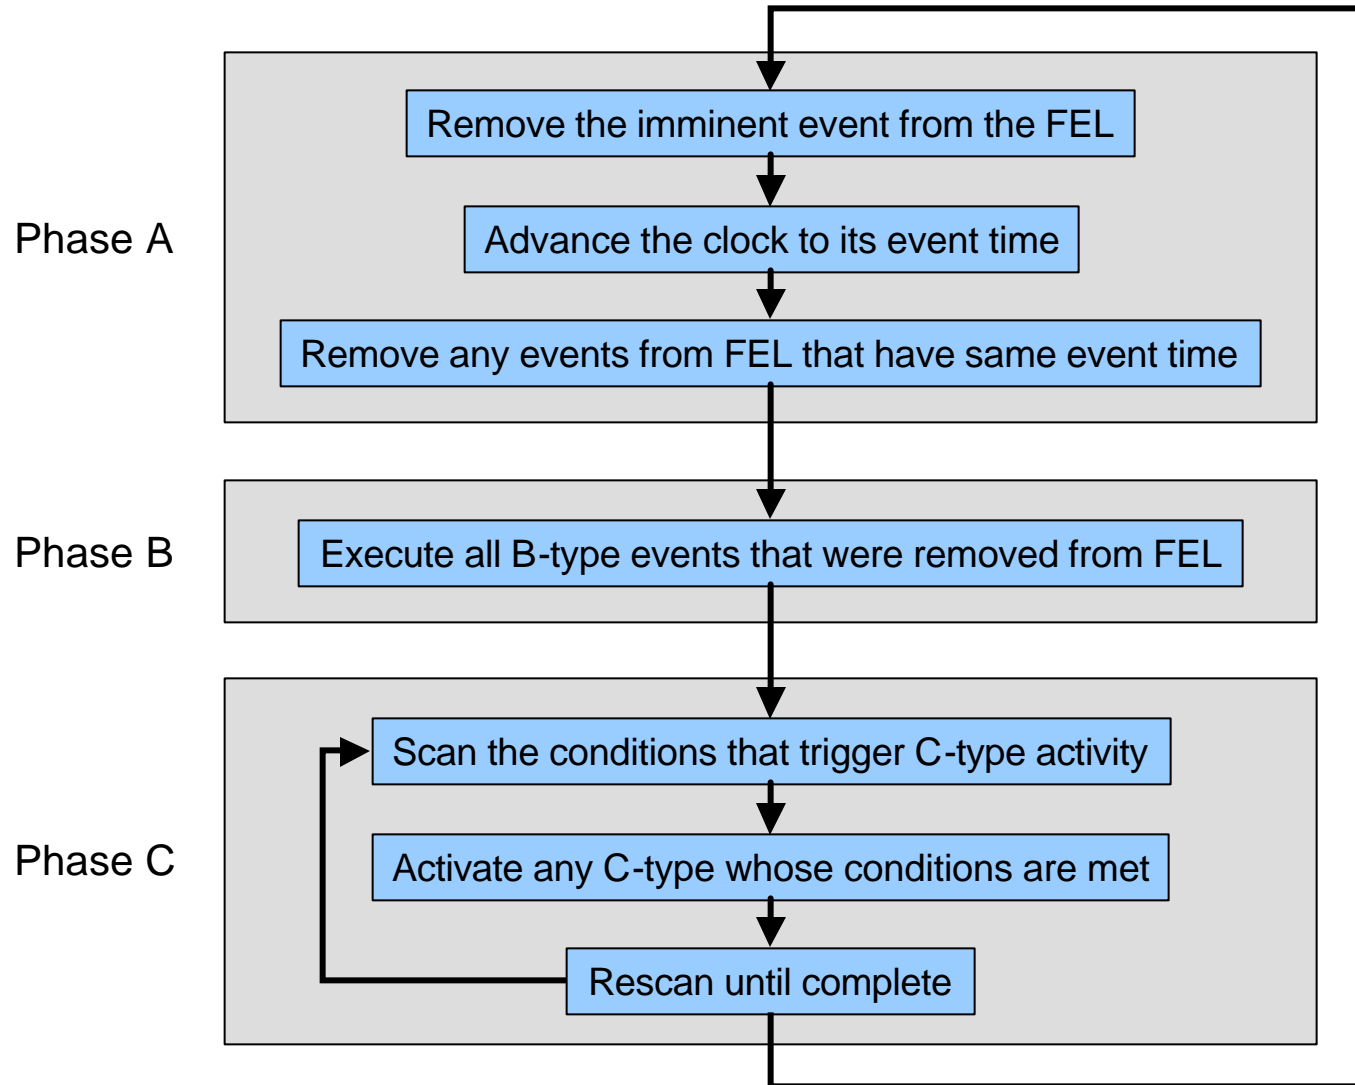 Remove the imminent event from the FEL
Phase A
Advance the clock to its event time
Remove any events from FEL that have same event time
Phase B
Execute all B-type events that were removed from FEL
Scan the conditions that trigger C-type activity
Phase C
Activate any C-type whose conditions are met
Rescan until complete